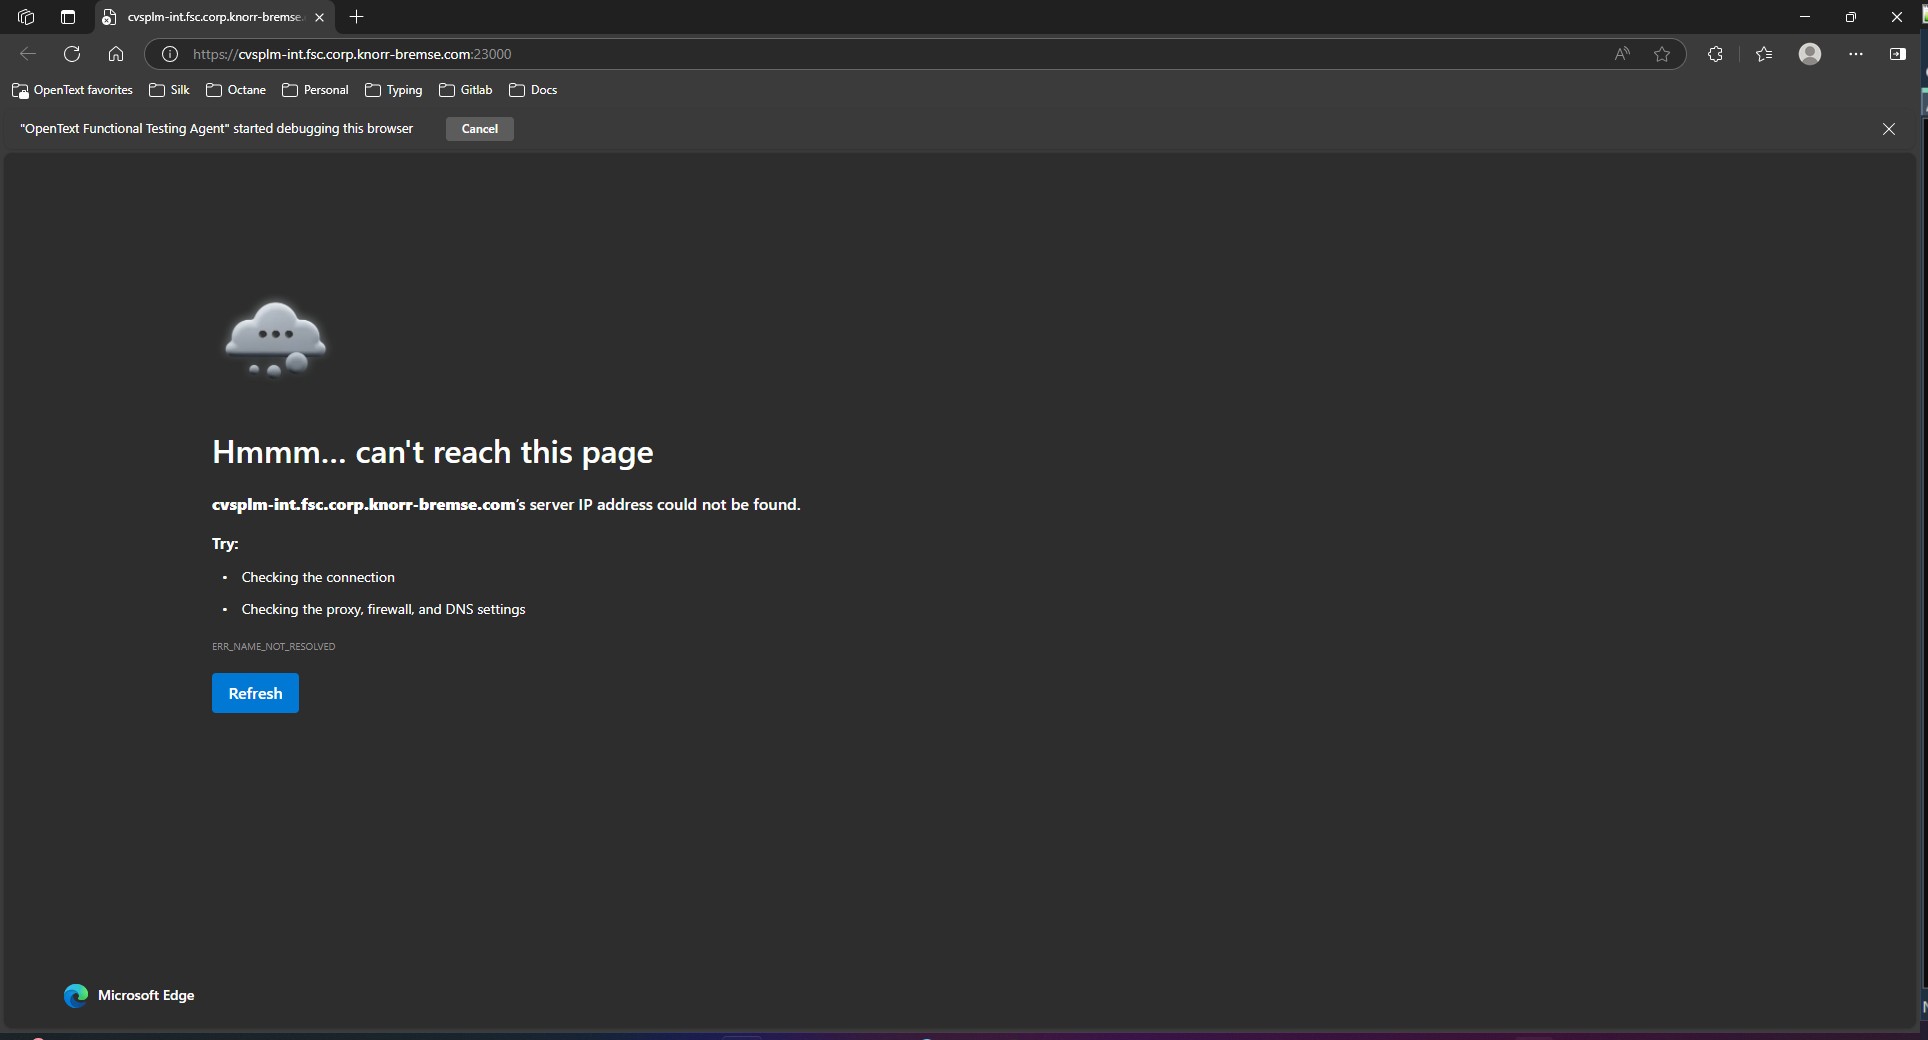 cvsplm-int.fsc.corp.knorr-bremse.
https://cvsplm-int.fsc.corp.knorr-bremse.com:23000
OpenText favorites Silk Octane Personal Typing Gitlab Docs
"OpenText Functional Testing Agent" started debugging this browser Cancel
Hmmm... can't reach this page
cvsplm-int.fsc.corp.knorr-bremse.com's server IP address could not be found.
Try:
• Checking the connection
• Checking the proxy, firewall, and DNS settings
ERR_NAME_NOT_RESOLVED
Refresh
Microsoft Edge